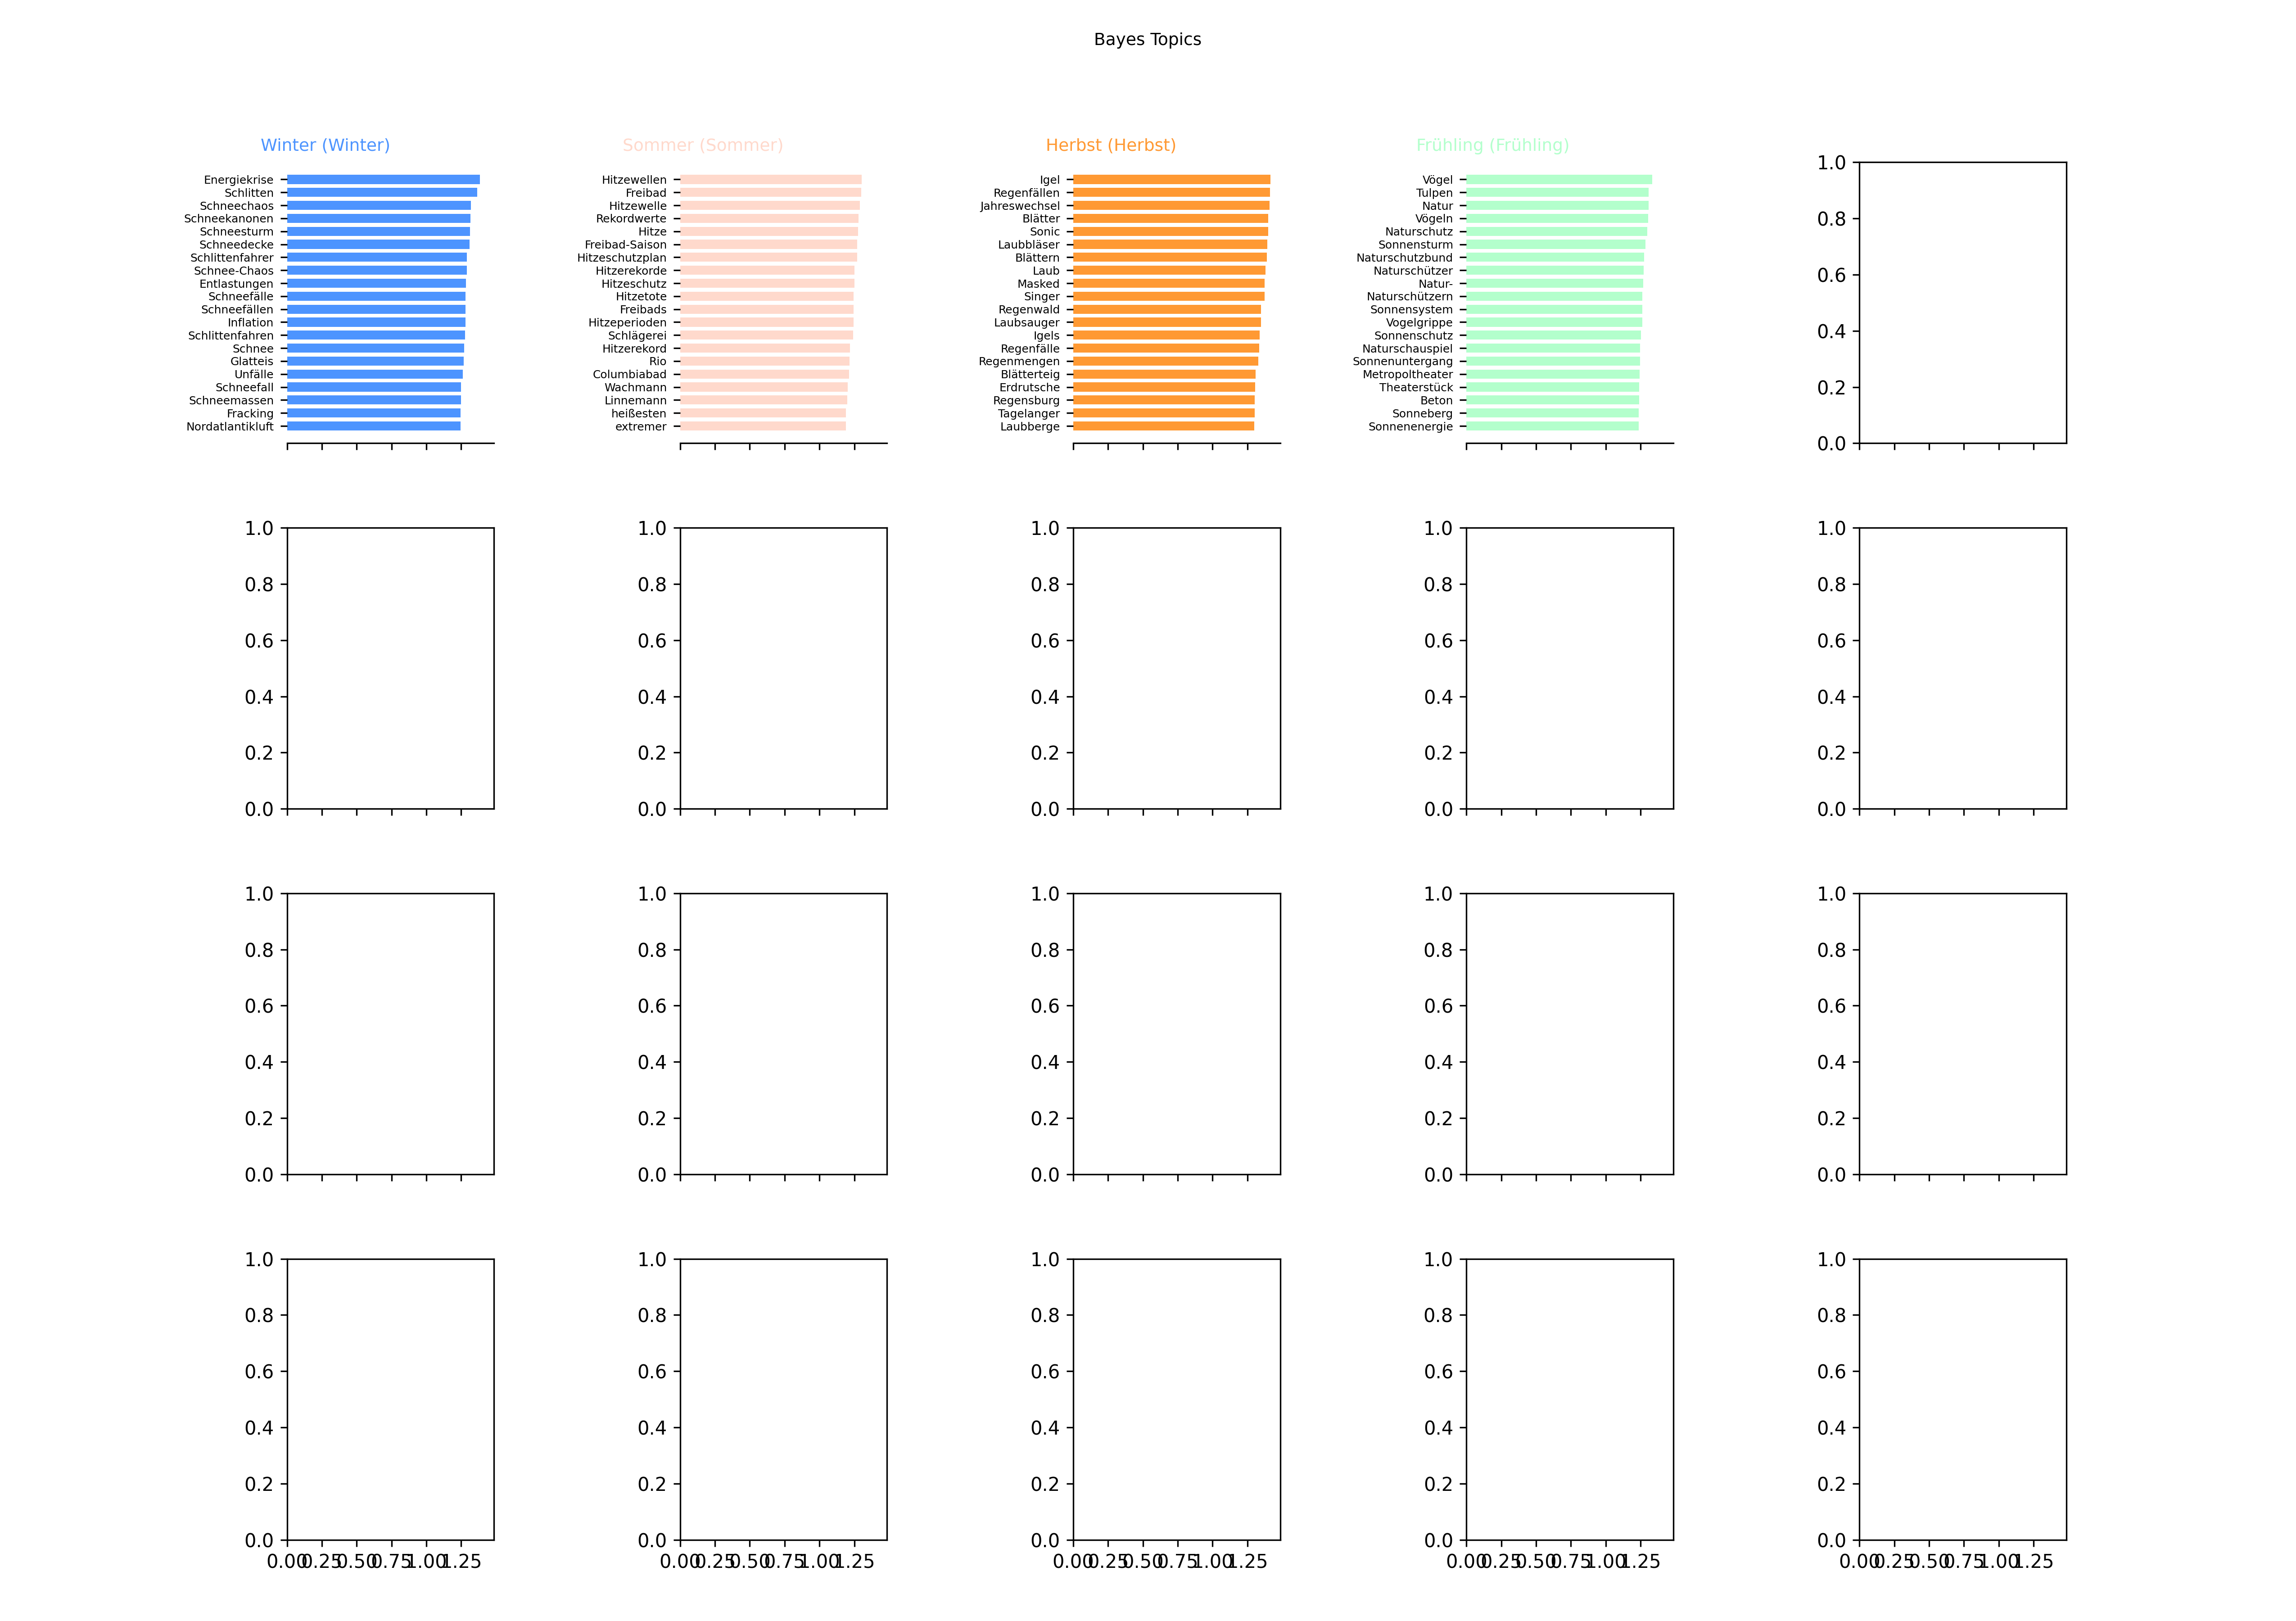 Bayes Topics
Winter (Winter)
Energiekrise
Schlitten
Schneechaos
Schneekanonen
Schneesturm
Schneedecke
Schlittenfahrer
Schnee-Chaos
Entlastungen
Schneefälle
Schneefällen
Inflation
Schlittenfahren
Schnee
Glatteis
Unfälle
Schneefall
Schneemassen
Fracking
Nordatlantikluft
Sommer (Sommer)
Hitzewellen
Freibad
Hitzewelle
Rekordwerte
Hitze
Freibad-Saison
Hitzeschutzplan
Hitzerekorde
Hitzeschutz
Hitzetote
Freibads
Hitzeperioden
Schlägerei
Hitzerekord
Rio
Columbiabad
Wachmann
Linnemann
heißesten
extremer
Herbst (Herbst)
Igel
Regenfällen
Jahreswechsel
Blätter
Sonic
Laubbläser
Blättern
Laub
Masked
Singer
Regenwald
Laubsauger
Igels
Regenfälle
Regenmengen
Blätterteig
Erdrutsche
Regensburg
Tagelanger
Laubberge
Frühling (Frühling)
Vögel
Tulpen
Natur
Vögeln
Naturschutz
Sonnensturm
Naturschutzbund
Naturschützer
Natur-
Naturschützern
Sonnensystem
Vogelgrippe
Sonnenschutz
Naturschauspiel
Sonnenuntergang
Metropoltheater
Theaterstück
Beton
Sonneberg
Sonnenenergie
1.0
0.8
0.6
0.4
0.2
0.0
1.0 1.0 1.0 1.0 1.0
0.8 0.8 0.8 0.8 0.8
0.6 0.6 0.6 0.6 0.6
0.4 0.4 0.4 0.4 0.4
0.2 0.2 0.2 0.2 0.2
0.0 0.0 0.0 0.0 0.0
1.0 1.0 1.0 1.0 1.0
0.8 0.8 0.8 0.8 0.8
0.6 0.6 0.6 0.6 0.6
0.4 0.4 0.4 0.4 0.4
0.2 0.2 0.2 0.2 0.2
0.0 0.0 0.0 0.0 0.0
1.0 1.0 1.0 1.0 1.0
0.8 0.8 0.8 0.8 0.8
0.6 0.6 0.6 0.6 0.6
0.4 0.4 0.4 0.4 0.4
0.2 0.2 0.2 0.2 0.2
0.0 0.0 0.0 0.0 0.0
0.00 0.25 0.50 0.75 1.00 1.25 0.00 0.25 0.50 0.75 1.00 1.25 0.00 0.25 0.50 0.75 1.00 1.25 0.00 0.25 0.50 0.75 1.00 1.25 0.00 0.25 0.50 0.75 1.00 1.25